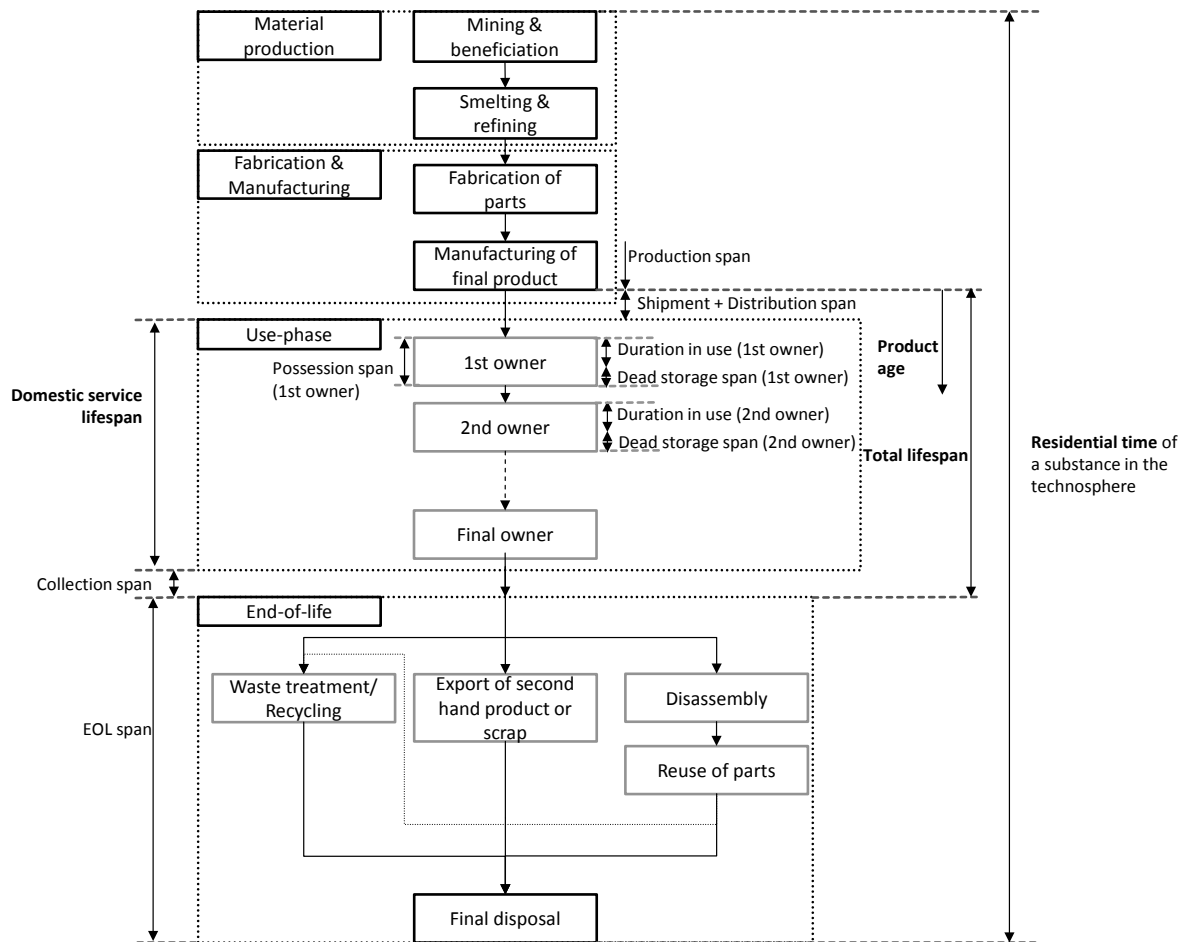 Material
production
Mining &
beneficiation
Smelting &
refining
Fabrication &
Manufacturing
Fabrication of
parts
Manufacturing of
final product
Production span
Shipment + Distribution span
Use-phase
Possession span
(1st owner)
1st owner
Duration in use (1st owner)
Dead storage span (1st owner)
Product
age
Domestic service
lifespan
2nd owner
Duration in use (2nd owner)
Dead storage span (2nd owner)
Total lifespan
Residential time of
a substance in the
technosphere
Final owner
Collection span
End-of-life
Waste treatment/
Recycling
Export of second
hand product or
scrap
Disassembly
EOL span
Reuse of parts
Final disposal